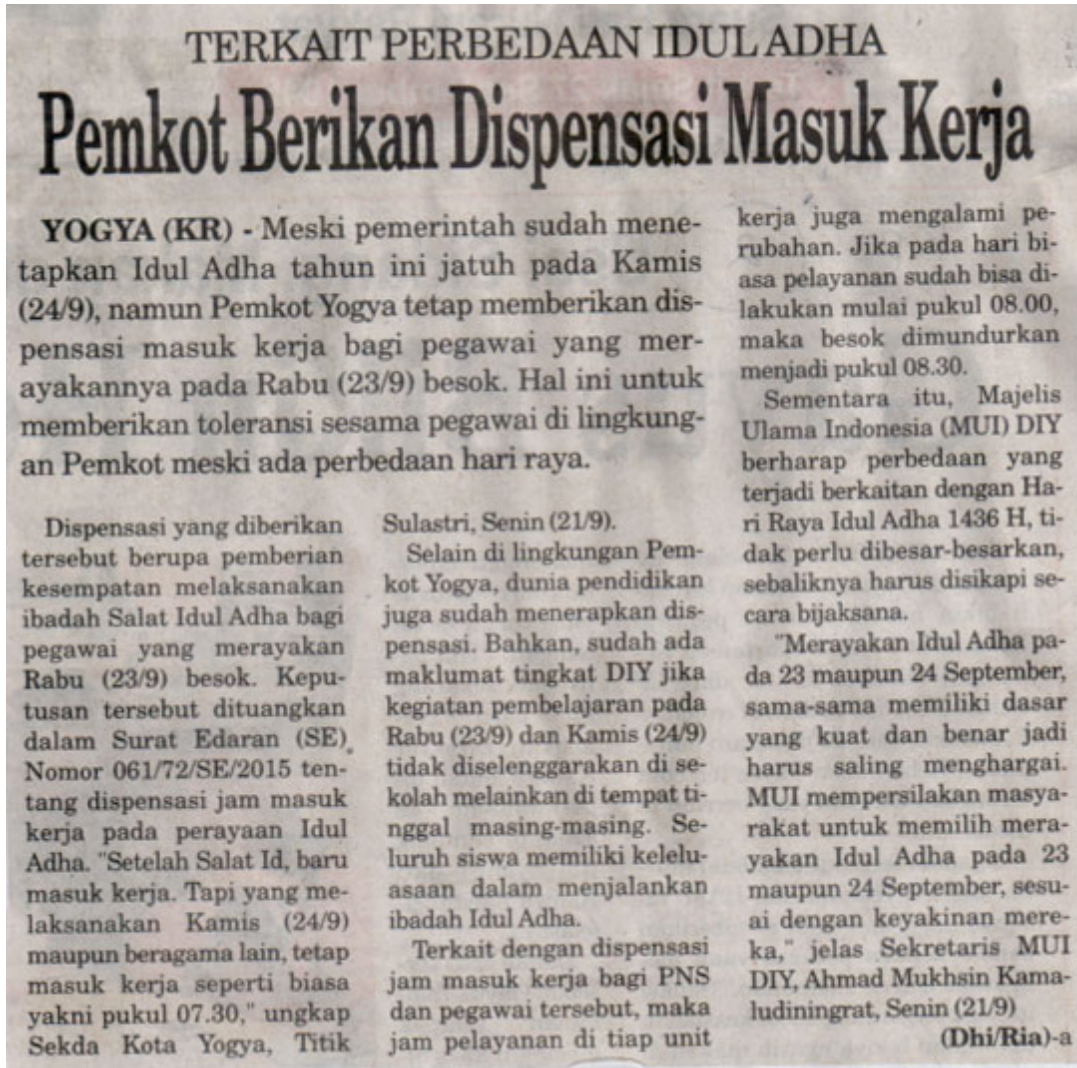 TERKAIT PERBEDAAN IDUL ADHA
Pemkot Berikan Dispensasi Masuk Kerja
YOGYA (KR) - Meski pemerintah sudah mene-
tapkan Idul Adha tahun ini jatuh pada Kamis
(24/9), namun Pemkot Yogya tetap memberikan dis-
pensasi masuk kerja bagi pegawai yang mer-
ayakannya pada Rabu (23/9) besok. Hal ini untuk
memberikan toleransi sesama pegawai di lingkung-
an Pemkot meski ada perbedaan hari raya.
Dispensasi yang diberikan
tersebut berupa pemberian
kesempatan melaksanakan
ibadah Salat Idul Adha bagi
pegawai yang merayakan
Rabu (23/9) besok. Kepu-
tusan tersebut dituangkan
dalam Surat Edaran (SE)
Nomor 061/72/SE/2015 ten-
tang dispensasi jam masuk
kerja pada perayaan Idul
Adha. "Setelah Salat Id, baru
masuk kerja. Tapi yang me-
laksanakan Kamis (24/9)
maupun beragama lain, tetap
masuk kerja seperti biasa
yakni pukul 07.30," ungkap
Sekda Kota Yogya, Titik
Sulastri, Senin (21/9).
Selain di lingkungan Pem-
kot Yogya, dunia pendidikan
juga sudah menerapkan dis-
pensasi. Bahkan, sudah ada
maklumat tingkat DIY jika
kegiatan pembelajaran pada
Rabu (23/9) dan Kamis (24/9)
tidak diselenggarakan di se-
kolah melainkan di tempat ti-
nggal masing-masing. Se-
luruh siswa memiliki kelelu-
asaan dalam menjalankan
ibadah Idul Adha.
Terkait dengan dispensasi
jam masuk kerja bagi PNS
dan pegawai tersebut, maka
jam pelayanan di tiap unit
kerja juga mengalami pe-
rubahan. Jika pada hari bi-
asa pelayanan sudah bisa di-
lakukan mulai pukul 08.00,
maka besok dimundurkan
menjadi pukul 08.30.
Sementara itu, Majelis
Ulama Indonesia (MUI) DIY
berharap perbedaan yang
terjadi berkaitan dengan Ha-
ri Raya Idul Adha 1436 H, ti-
dak perlu dibesar-besarkan,
sebaliknya harus disikapi se-
cara bijaksana.
"Merayakan Idul Adha pa-
da 23 maupun 24 September,
sama-sama memiliki dasar
yang kuat dan benar jadi
harus saling menghargai.
MUI mempersilakan masya-
rakat untuk memilih mera-
yakan Idul Adha pada 23
maupun 24 September, sesu-
ai dengan keyakinan mere-
ka," jelas Sekretaris MUI
DIY, Ahmad Mukhsin Kama-
ludiningrat, Senin (21/9)
(Dhi/Ria)-a